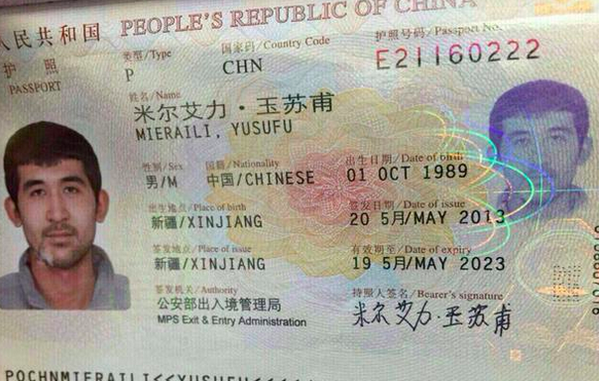 人民共和国 PEOPLE'S REPUBLIC OF CHINA
护照
PASSPORT
类型/Type
P
国家码/Country Code
CHN
护照号码/Passport No.
E21160222
姓名/Name
米尔艾力·玉苏甫
MIERAILI, YUSUFU
性别/Sex
男/M
国籍/Nationality
中国/CHINESE
出生日期/Date of birth
01 OCT 1989
出生地点/Place of birth
新疆/XINJIANG
签发日期/Date of issue
20 5月/MAY 2013
签发地点/Place of issue
新疆/XINJIANG
有效期至/Date of expiry
19 5月/MAY 2023
签发机关/Authority
公安部出入境管理局
MPS Exit & Entry Administration
持照人签名/Bearer's signature
米尔艾力·玉苏甫
POCHNMIERAILI<<YUSUFU<<<<<<